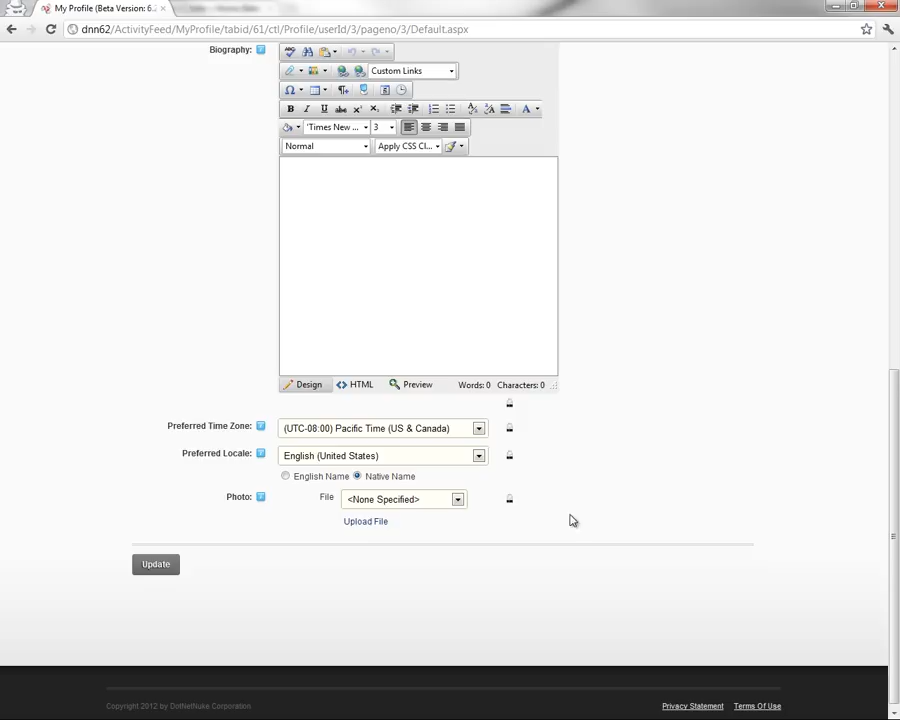 My Profile (Beta Version: 6.
dnn62/ActivityFeed/MyProfile/tabid/61/ctl/Profile/userId/3/pageno/3/Default.aspx
Biography: ?
Custom Links
B I U abc x² x₂
'Times New ... 3
Normal Apply CSS Cl...
Design HTML Preview Words: 0 Characters: 0
Preferred Time Zone: ? (UTC-08:00) Pacific Time (US & Canada)
Preferred Locale: ? English (United States)
English Name Native Name
Photo: ? File <None Specified>
Upload File
Update
Copyright 2012 by DotNetNuke Corporation Privacy Statement Terms Of Use